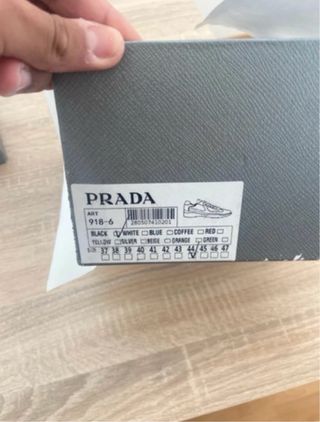 PRADA
ART
918-6
280507410201
BLACK WHITE BLUE COFFEE RED
YELLOW SILVER BEIGE ORANGE GREEN
SIZE 37 38 39 40 41 42 43 44 45 46 47